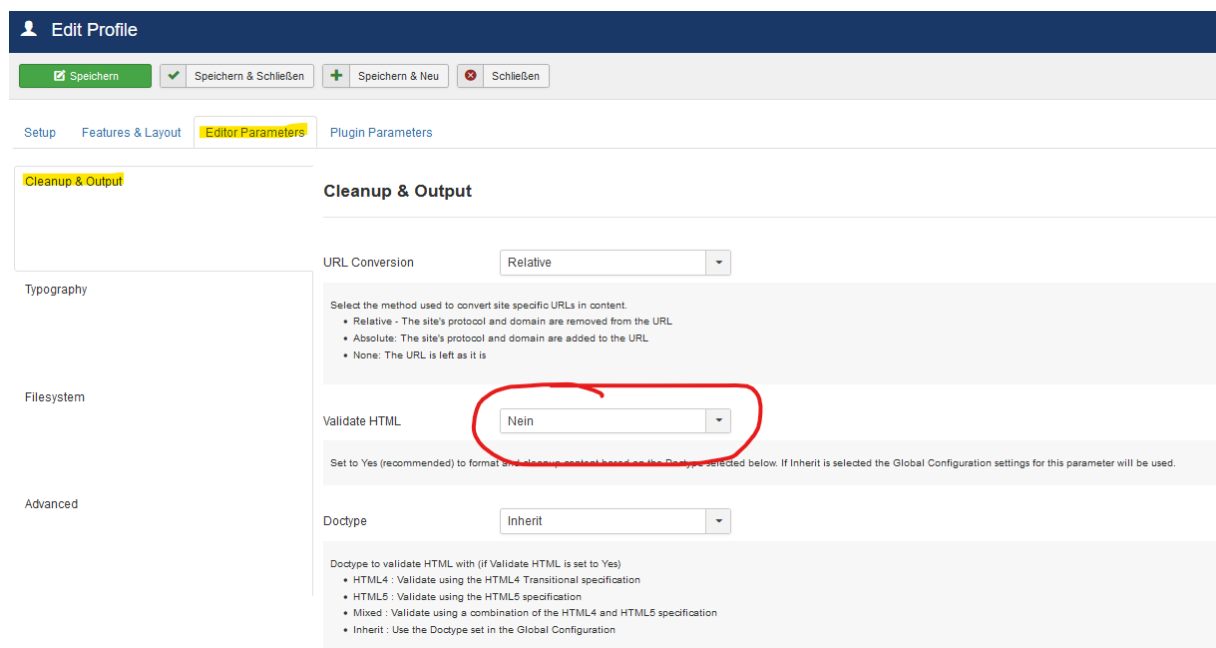 Edit Profile
Speichern
Speichern & Schließen
Speichern & Neu
Schließen
Setup
Features & Layout
Editor Parameters
Plugin Parameters
Cleanup & Output
Typography
Filesystem
Advanced
Cleanup & Output
URL Conversion
Relative
Select the method used to convert site specific URLs in content.
• Relative - The site's protocol and domain are removed from the URL
• Absolute: The site's protocol and domain are added to the URL
• None: The URL is left as it is
Validate HTML
Nein
Set to Yes (recommended) to format and cleanup content based on the Doctype selected below. If Inherit is selected the Global Configuration settings for this parameter will be used.
Doctype
Inherit
Doctype to validate HTML with (if Validate HTML is set to Yes)
• HTML4 : Validate using the HTML4 Transitional specification
• HTML5 : Validate using the HTML5 specification
• Mixed : Validate using a combination of the HTML4 and HTML5 specification
• Inherit : Use the Doctype set in the Global Configuration